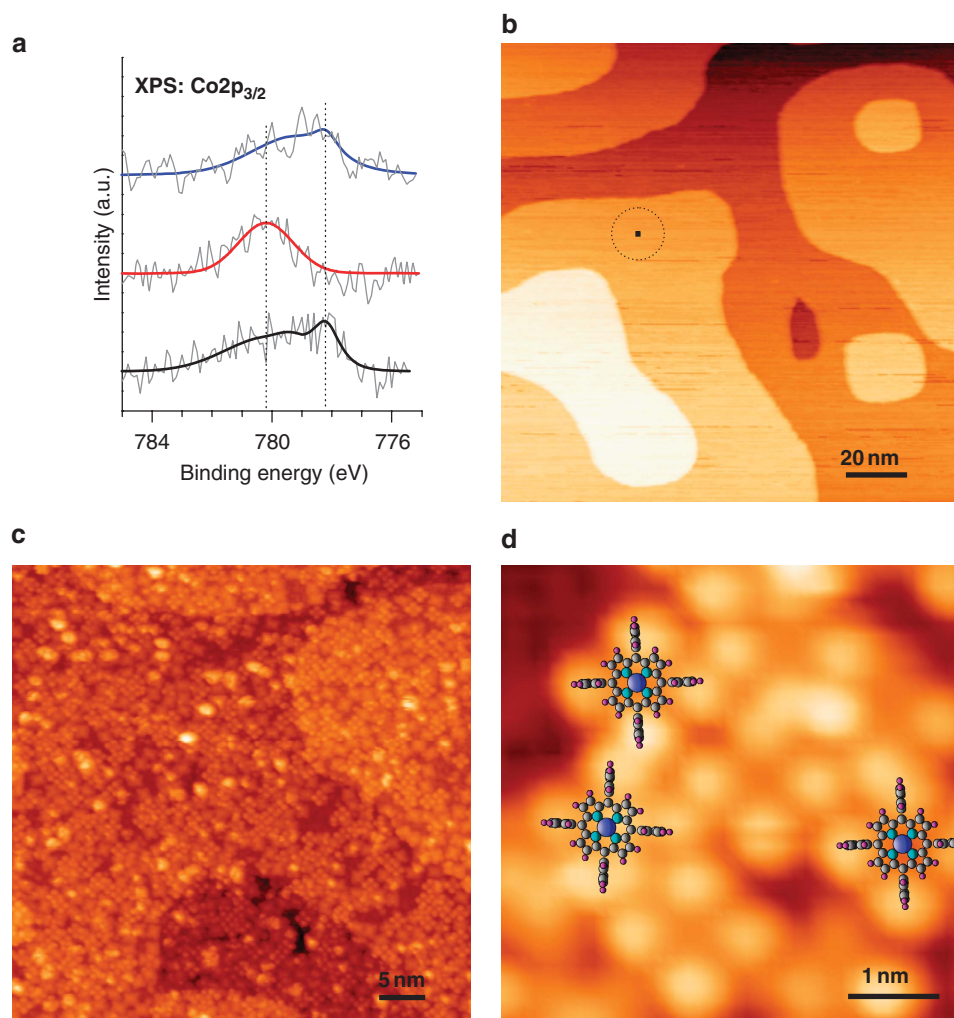 a
XPS: Co2p3/2
Intensity (a.u.)
784 780 776
Binding energy (eV)
b
20 nm
c
5 nm
d
1 nm